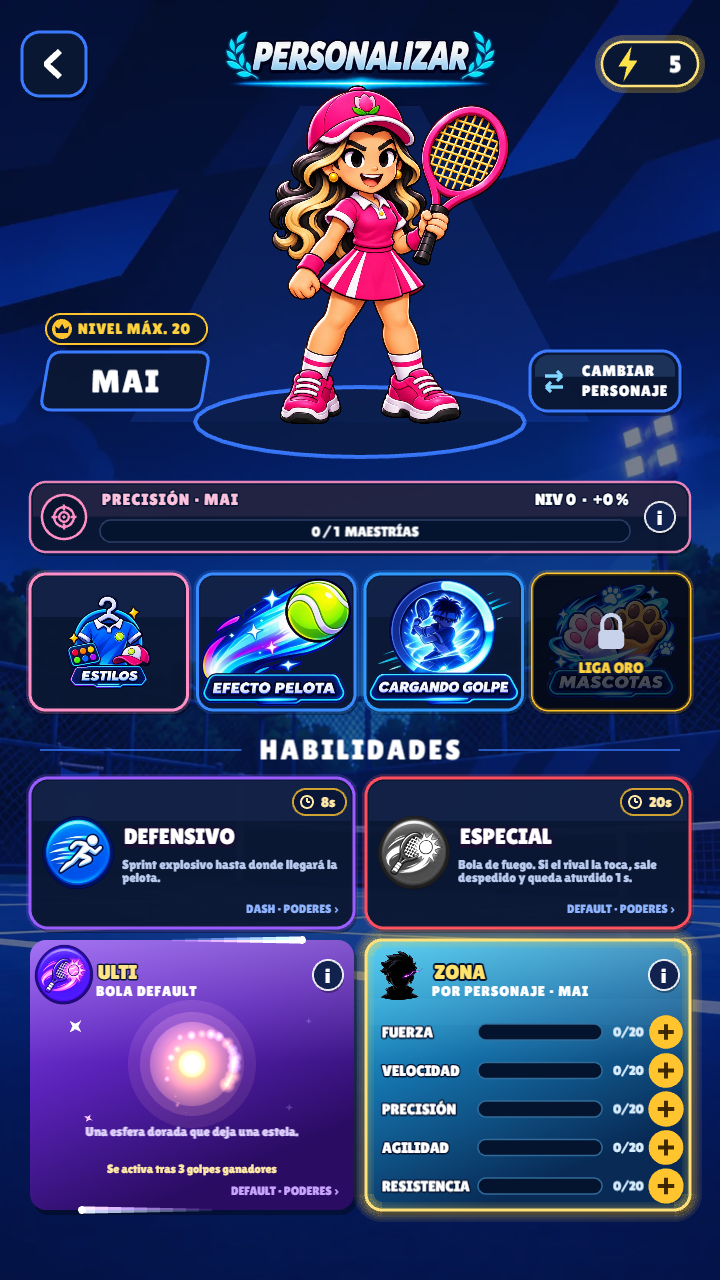 PERSONALIZAR
5
NIVEL MÁX. 20
MAI
CAMBIAR
PERSONAJE
PRECISIÓN · MAI
NIV 0 · +0 %
0/1 MAESTRÍAS
i
ESTILOS
EFECTO PELOTA
CARGANDO GOLPE
LIGA ORO
MASCOTAS
HABILIDADES
8s
DEFENSIVO
Sprint explosivo hasta donde llegará la
pelota.
DASH · PODERES ›
20s
ESPECIAL
Bola de fuego. Si el rival la toca, sale
despedido y queda aturdido 1 s.
DEFAULT · PODERES ›
ULTI
BOLA DEFAULT
i
Una esfera dorada que deja una estela.
Se activa tras 3 golpes ganadores
DEFAULT · PODERES ›
ZONA
POR PERSONAJE · MAI
i
FUERZA 0/20 +
VELOCIDAD 0/20 +
PRECISIÓN 0/20 +
AGILIDAD 0/20 +
RESISTENCIA 0/20 +